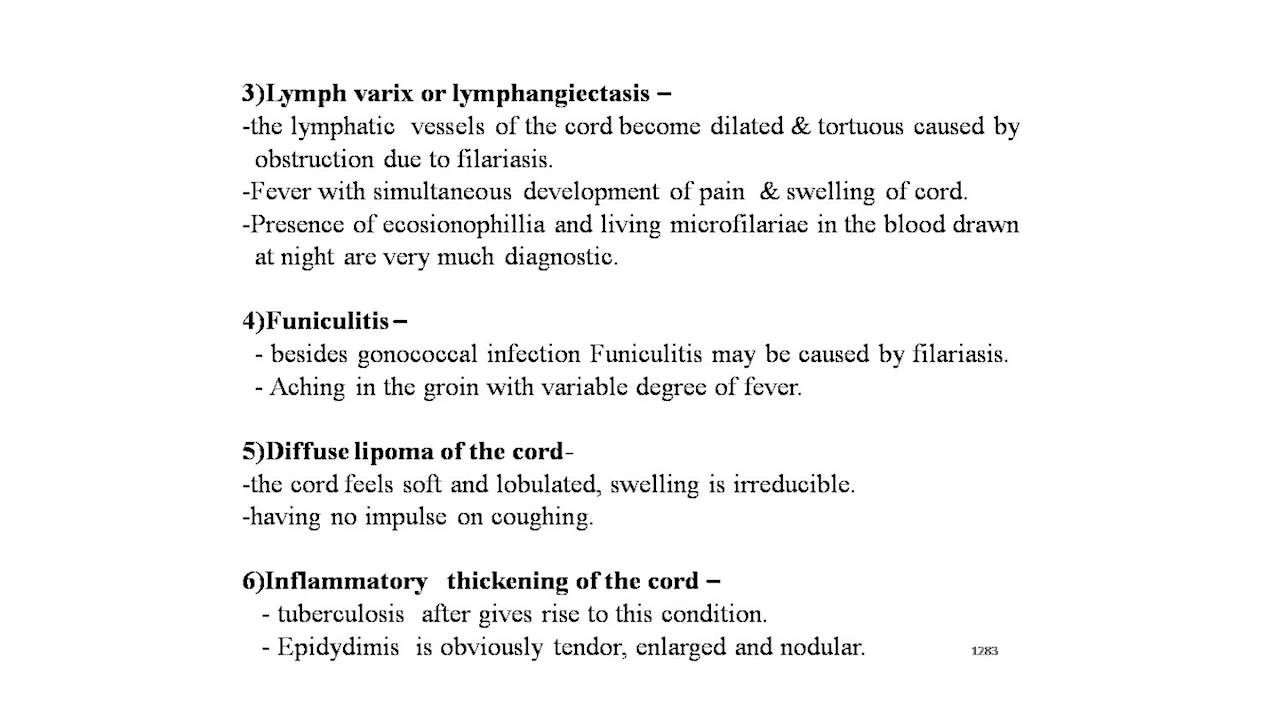 3)Lymph varix or lymphangiectasis –
-the lymphatic vessels of the cord become dilated & tortuous caused by
obstruction due to filariasis.
-Fever with simultaneous development of pain & swelling of cord.
-Presence of ecosionophillia and living microfilariae in the blood drawn
at night are very much diagnostic.
4)Funiculitis –
- besides gonococcal infection Funiculitis may be caused by filariasis.
- Aching in the groin with variable degree of fever.
5)Diffuse lipoma of the cord-
-the cord feels soft and lobulated, swelling is irreducible.
-having no impulse on coughing.
6)Inflammatory thickening of the cord –
- tuberculosis after gives rise to this condition.
- Epidydimis is obviously tendor, enlarged and nodular.
1283